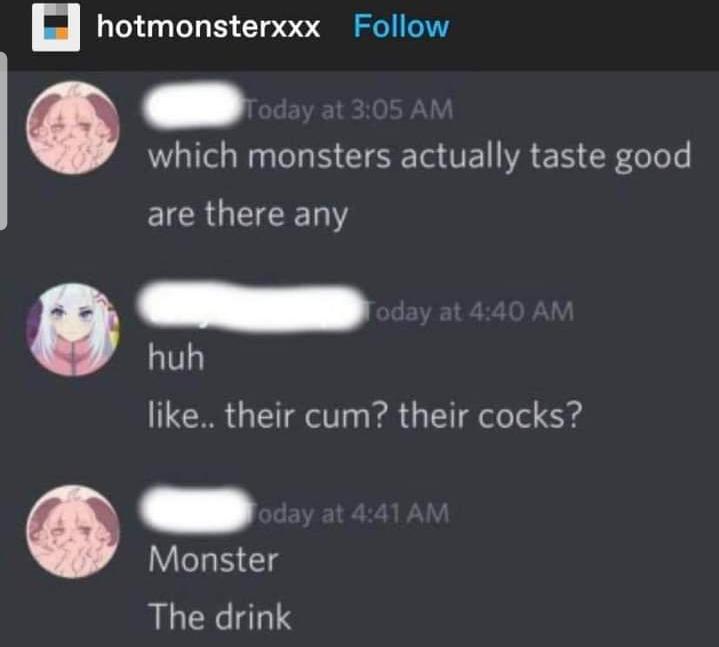 hotmonsterxxx Follow
Today at 3:05 AM
which monsters actually taste good
are there any
Today at 4:40 AM
huh
like.. their cum? their cocks?
Today at 4:41 AM
Monster
The drink